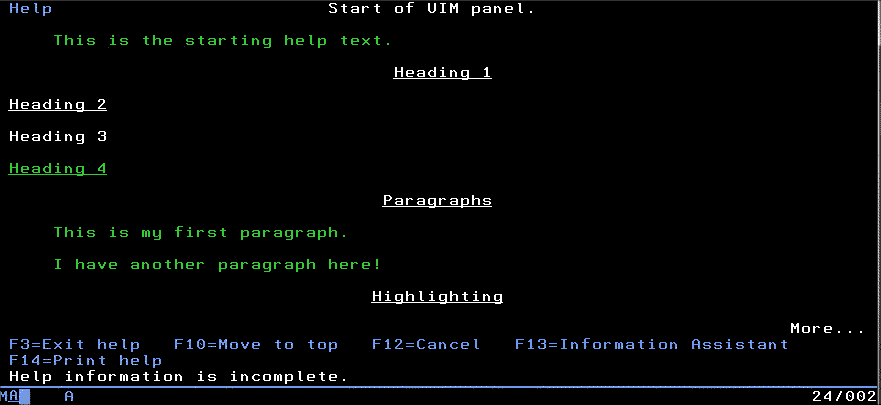 Help Start of UIM panel.
This is the starting help text.
Heading 1
Heading 2
Heading 3
Heading 4
Paragraphs
This is my first paragraph.
I have another paragraph here!
Highlighting
More...
F3=Exit help F10=Move to top F12=Cancel F13=Information Assistant
F14=Print help
Help information is incomplete.
MA A 24/002